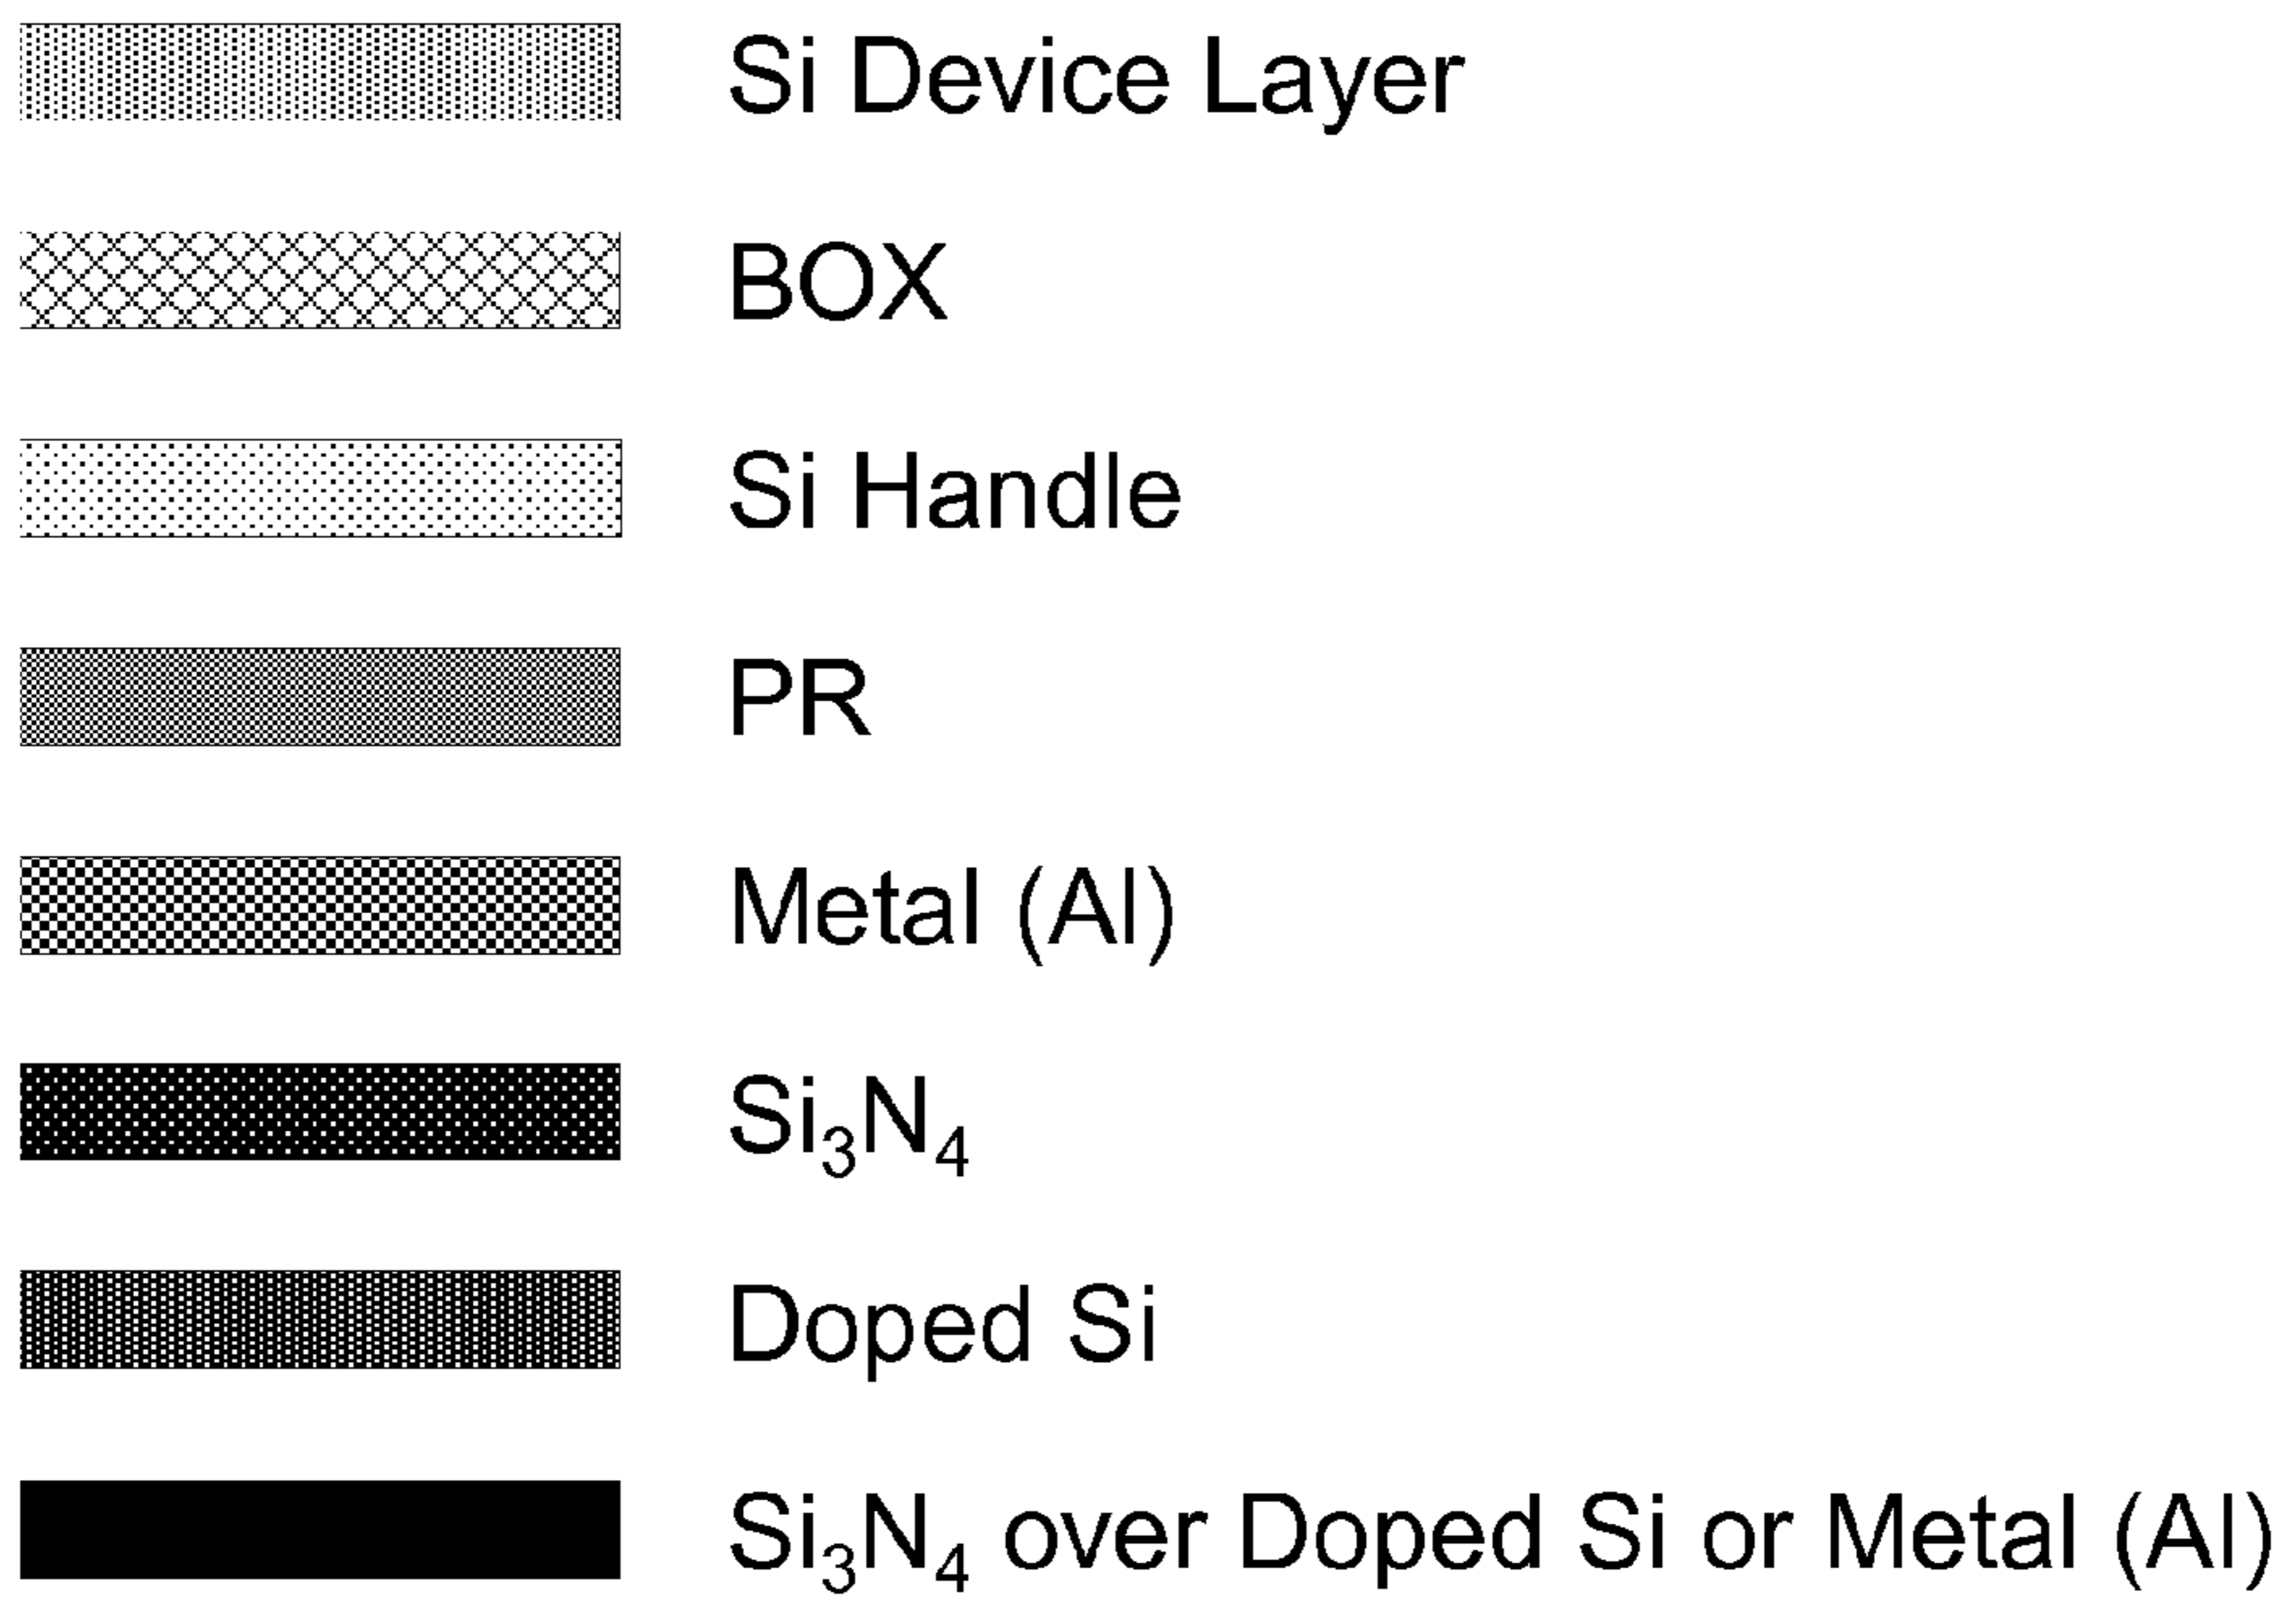 Si Device Layer
BOX
Si Handle
PR
Metal (Al)
Si₃N₄
Doped Si
Si₃N₄ over Doped Si or Metal (Al)